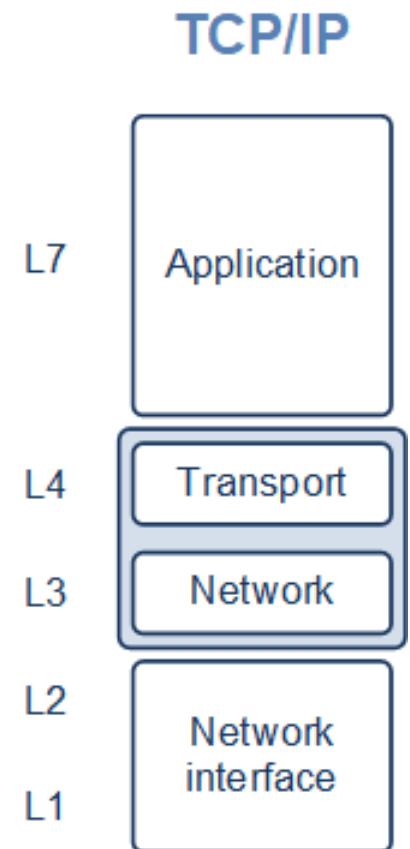 TCP/IP
L7
Application
L4
Transport
L3
Network
L2
Network
interface
L1